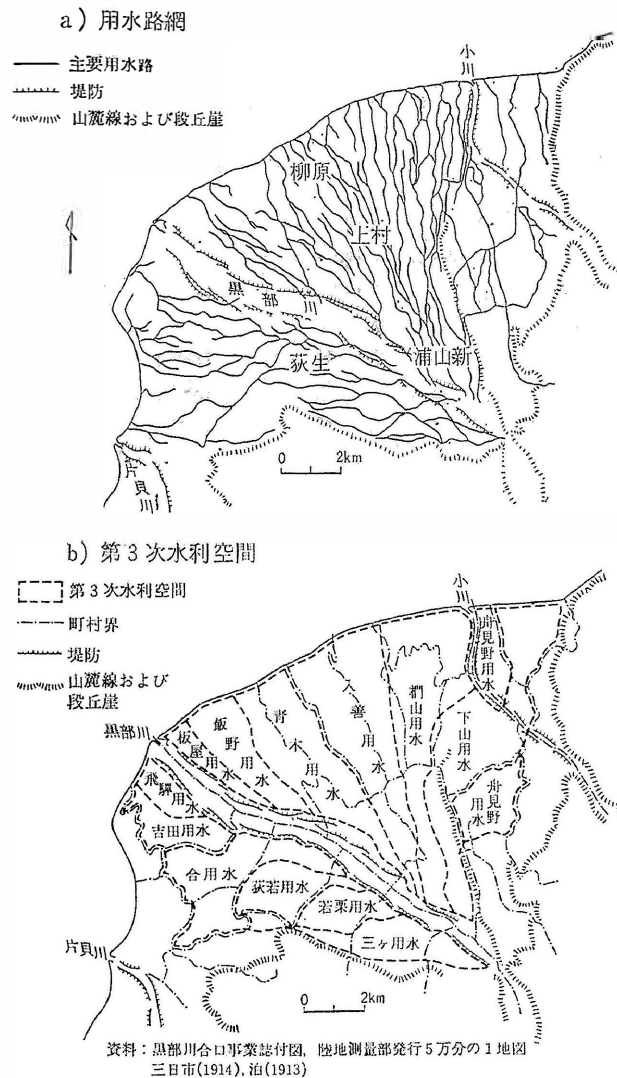 a) 用水路網
主要用水路
堤防
山麓線および段丘崖
小川
柳原
上村
黒部川
荻生
浦山新
片貝川
0 2km
b) 第3次水利空間
第3次水利空間
町村界
堤防
山麓線および
段丘崖
小川
黒部川
舟見野用水
飛驒用水
板屋用水
飯野用水
青木用水
入善用水
椚山用水
下山用水
舟見野
用水
吉田用水
合用水
荻若用水
若栗用水
三ヶ用水
片貝川
0 2km
資料:黒部川合口事業誌付図,陸地測量部発行5万分の1地図
三日市(1914),泊(1913)